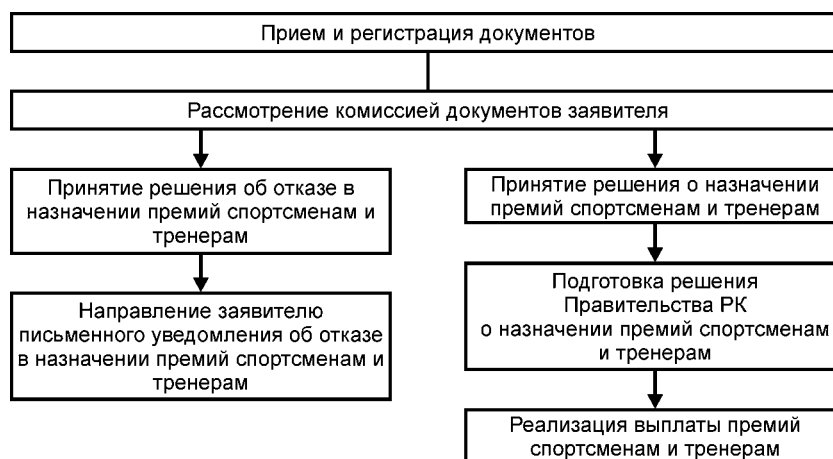 Прием и регистрация документов
Рассмотрение комиссией документов заявителя
Принятие решения об отказе в
назначении премий спортсменам и
тренерам
Направление заявителю
письменного уведомления об отказе
в назначении премий спортсменам и
тренерам
Принятие решения о назначении
премий спортсменам и тренерам
Подготовка решения
Правительства РК
о назначении премий спортсменам
и тренерам
Реализация выплаты премий
спортсменам и тренерам